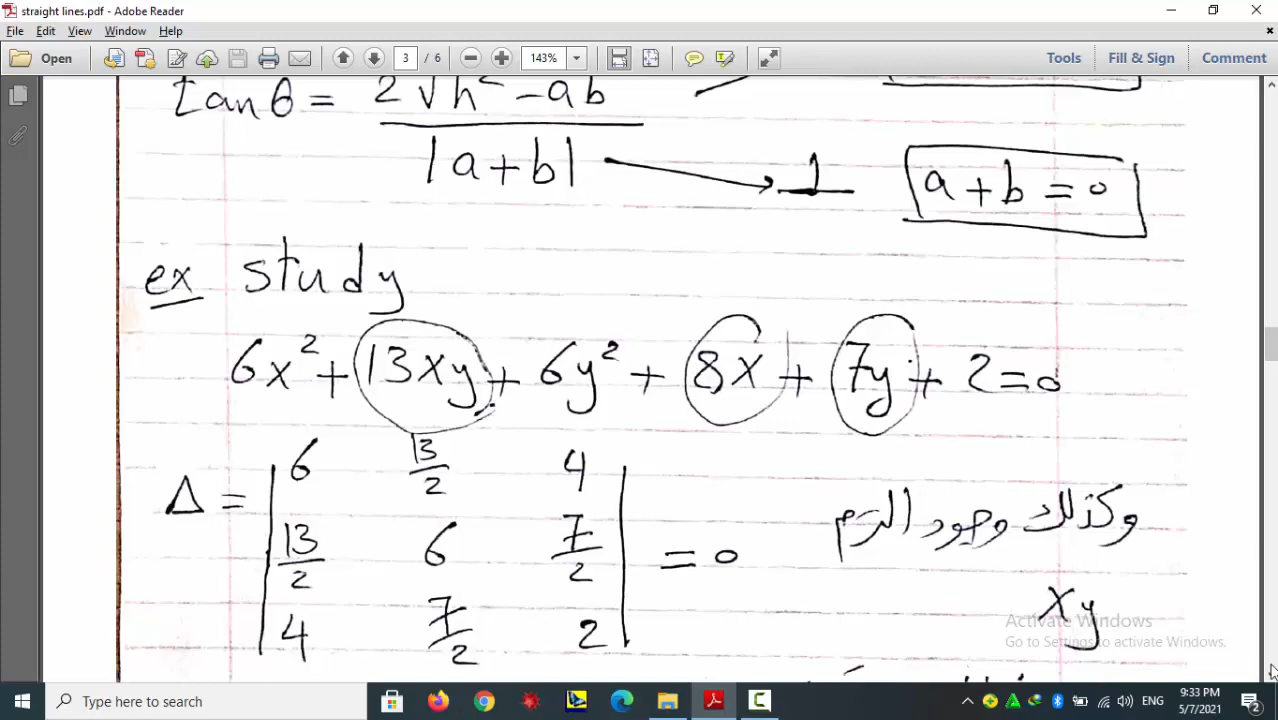 straight lines.pdf - Adobe Reader
File Edit View Window Help
Open 3 / 6 143% Tools Fill & Sign Comment
tan θ = 2√h² - ab
|a+b| → 1 a + b = 0
ex study
6x² + 13xy + 6y² + 8x + 7y + 2 = 0
Δ = | 6 13/2 4 |
| 13/2 6 7/2 | = 0
| 4 7/2 2 |
وكذلك وجود الترم
xy
Activate Windows
Go to Settings to activate Windows.
Type here to search
ENG 9:33 PM
5/7/2021
2